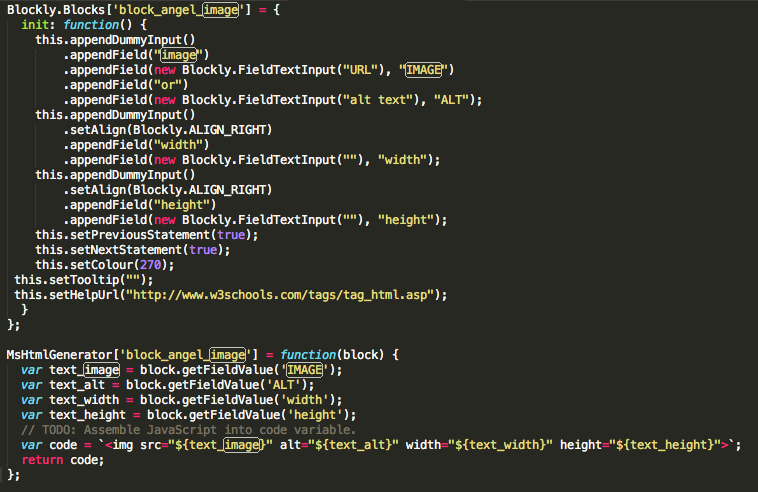 Blockly.Blocks['block_angel_image'] = {
  init: function() {
    this.appendDummyInput()
        .appendField("image")
        .appendField(new Blockly.FieldTextInput("URL"), "IMAGE")
        .appendField("or")
        .appendField(new Blockly.FieldTextInput("alt text"), "ALT");
    this.appendDummyInput()
        .setAlign(Blockly.ALIGN_RIGHT)
        .appendField("width")
        .appendField(new Blockly.FieldTextInput(""), "width");
    this.appendDummyInput()
        .setAlign(Blockly.ALIGN_RIGHT)
        .appendField("height")
        .appendField(new Blockly.FieldTextInput(""), "height");
    this.setPreviousStatement(true);
    this.setNextStatement(true);
    this.setColour(270);
 this.setTooltip("");
 this.setHelpUrl("http://www.w3schools.com/tags/tag_html.asp");
  }
};

MsHtmlGenerator['block_angel_image'] = function(block) {
  var text_image = block.getFieldValue('IMAGE');
  var text_alt = block.getFieldValue('ALT');
  var text_width = block.getFieldValue('width');
  var text_height = block.getFieldValue('height');
  // TODO: Assemble JavaScript into code variable.
  var code = `<img src="${text_image}" alt="${text_alt}" width="${text_width}" height="${text_height}">`;
  return code;
};